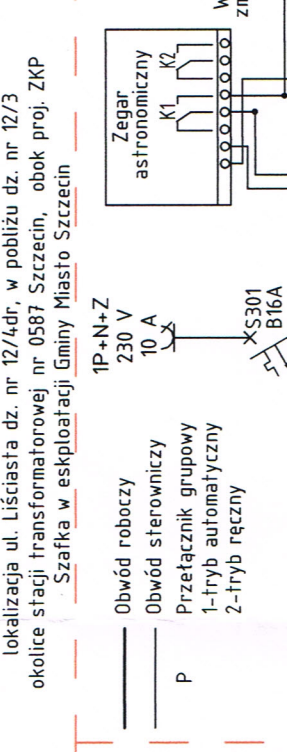 lokalizacja ul. Liściasta dz. nr 12/4dr, w pobliżu dz. nr 12/3
okolice stacji transformatorowej nr 0587 Szczecin, obok proj. ZKP
Szafka w eskploatacji Gminy Miasto Szczecin
Obwód roboczy
Obwód sterowniczy
P Przełącznik grupowy
1-tryb automatyczny
2-tryb ręczny
1P+N+Z
230 V
10 A
S301
B16A
Zegar
astronomiczny
K1 K2